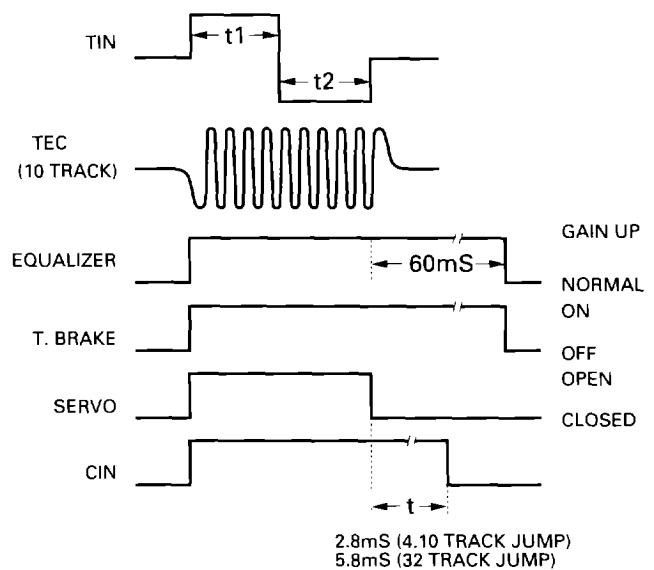 TIN
t1
t2
TEC
(10 TRACK)
EQUALIZER
60mS
GAIN UP
NORMAL
T. BRAKE
ON
OFF
SERVO
OPEN
CLOSED
CIN
t
2.8mS (4.10 TRACK JUMP)
5.8mS (32 TRACK JUMP)